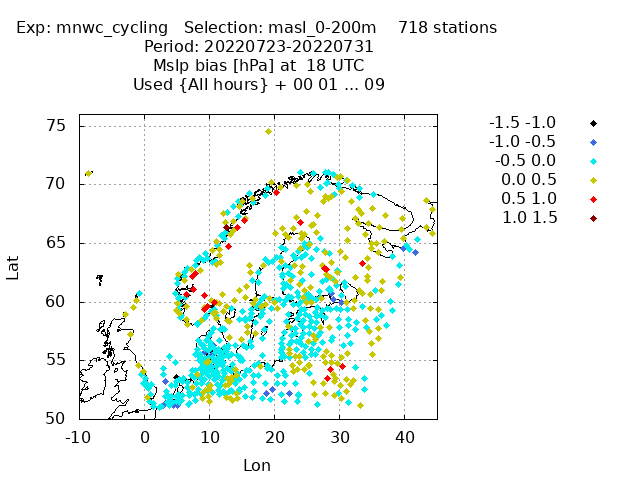 Exp: mnwc_cycling   Selection: masl_0-200m    718 stations
Period: 20220723-20220731
Mslp bias [hPa] at  18 UTC
Used {All hours} + 00 01 ... 09
-1.5 -1.0
-1.0 -0.5
-0.5 0.0
0.0 0.5
0.5 1.0
1.0 1.5
75
70
65
60
55
50
Lat
-10 0 10 20 30 40
Lon